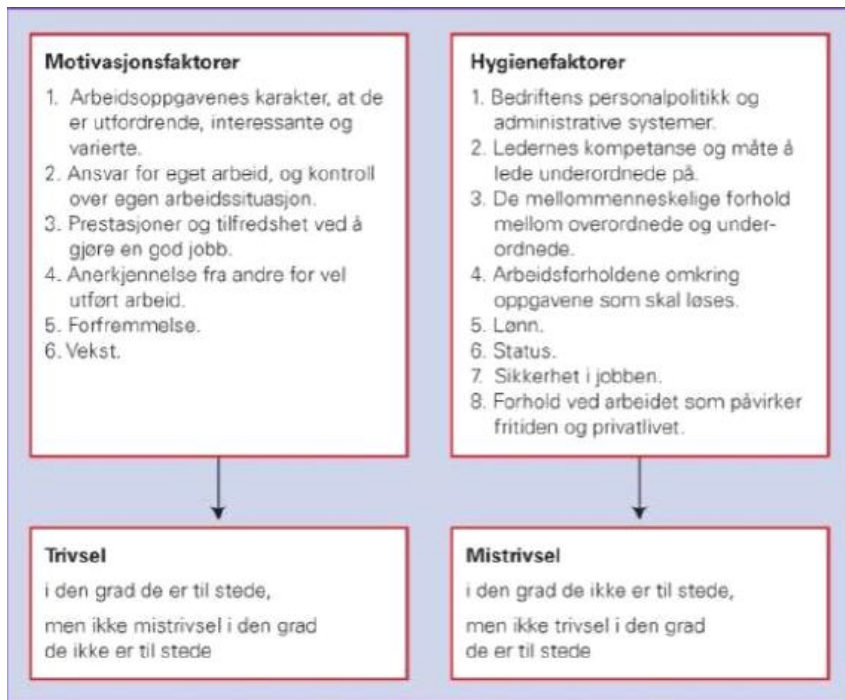 Motivasjonsfaktorer
1. Arbeidsoppgavenes karakter, at de
er utfordrende, interessante og
varierte.
2. Ansvar for eget arbeid, og kontroll
over egen arbeidssituasjon.
3. Prestasjoner og tilfredshet ved å
gjøre en god jobb.
4. Anerkjennelse fra andre for vel
utført arbeid.
5. Forfremmelse.
6. Vekst.
Hygienefaktorer
1. Bedriftens personalpolitikk og
administrative systemer.
2. Ledernes kompetanse og måte å
lede underordnede på.
3. De mellommenneskelige forhold
mellom overordnede og under-
ordnede.
4. Arbeidsforholdene omkring
oppgavene som skal løses.
5. Lønn.
6. Status.
7. Sikkerhet i jobben.
8. Forhold ved arbeidet som påvirker
fritiden og privatlivet.
Trivsel
i den grad de er til stede,
men ikke mistrivsel i den grad
de ikke er til stede
Mistrivsel
i den grad de ikke er til stede,
men ikke trivsel i den grad
de er til stede